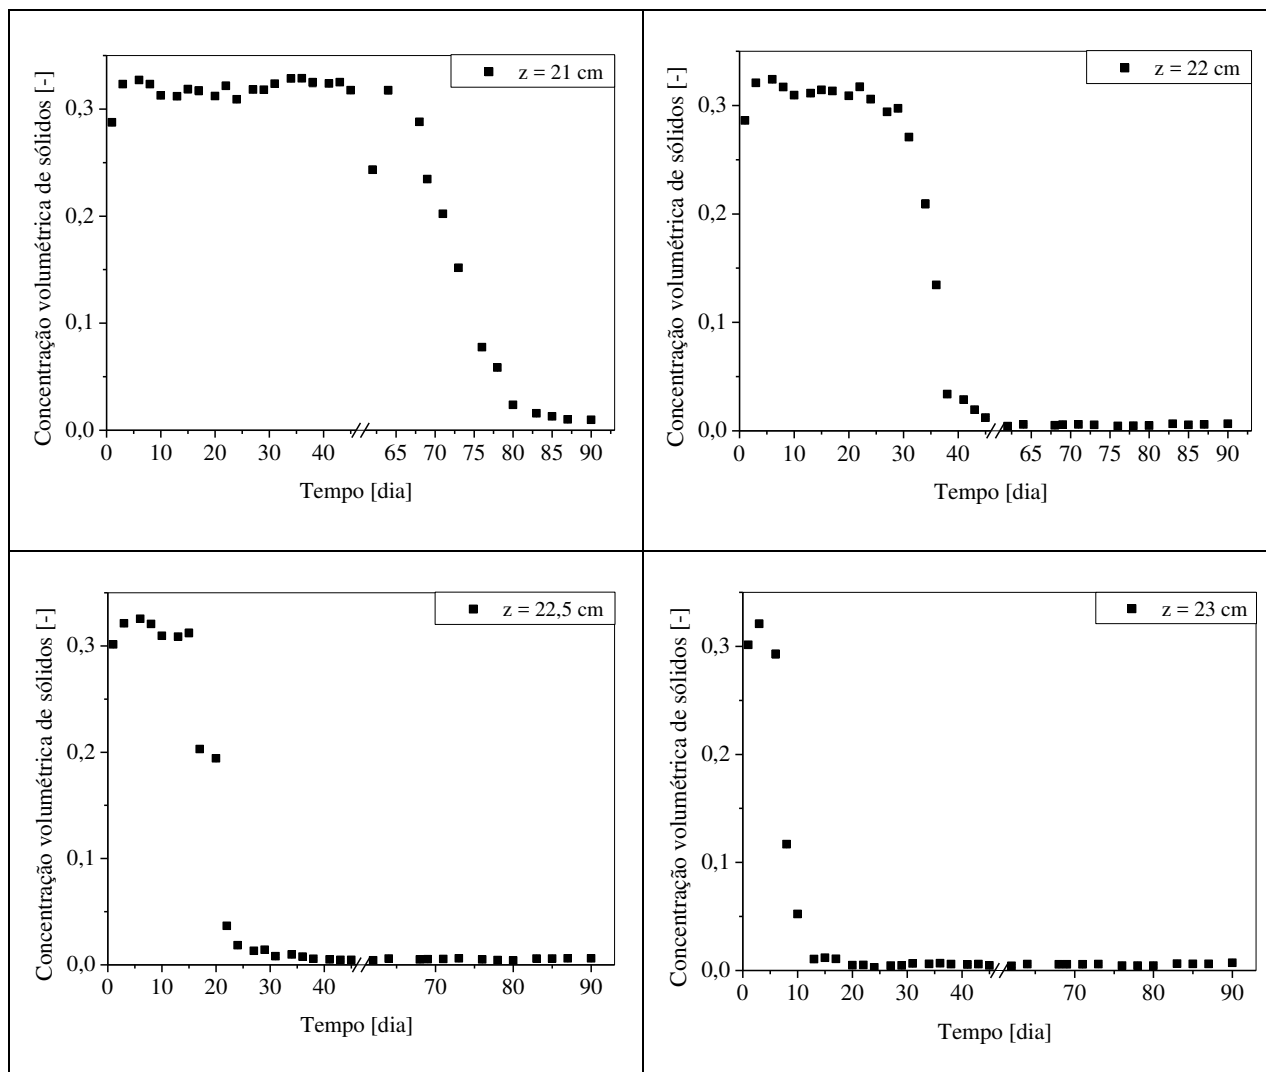 z = 21 cm
Concentração volumétrica de sólidos [-]
0,3
0,2
0,1
0,0
0 10 20 30 40 65 70 75 80 85 90
Tempo [dia]
z = 22 cm
Concentração volumétrica de sólidos [-]
0,3
0,2
0,1
0,0
0 10 20 30 40 65 70 75 80 85 90
Tempo [dia]
z = 22,5 cm
Concentração volumétrica de sólidos [-]
0,3
0,2
0,1
0,0
0 10 20 30 40 70 80 90
Tempo [dia]
z = 23 cm
Concentração volumétrica de sólidos [-]
0,3
0,2
0,1
0,0
0 10 20 30 40 70 80 90
Tempo [dia]